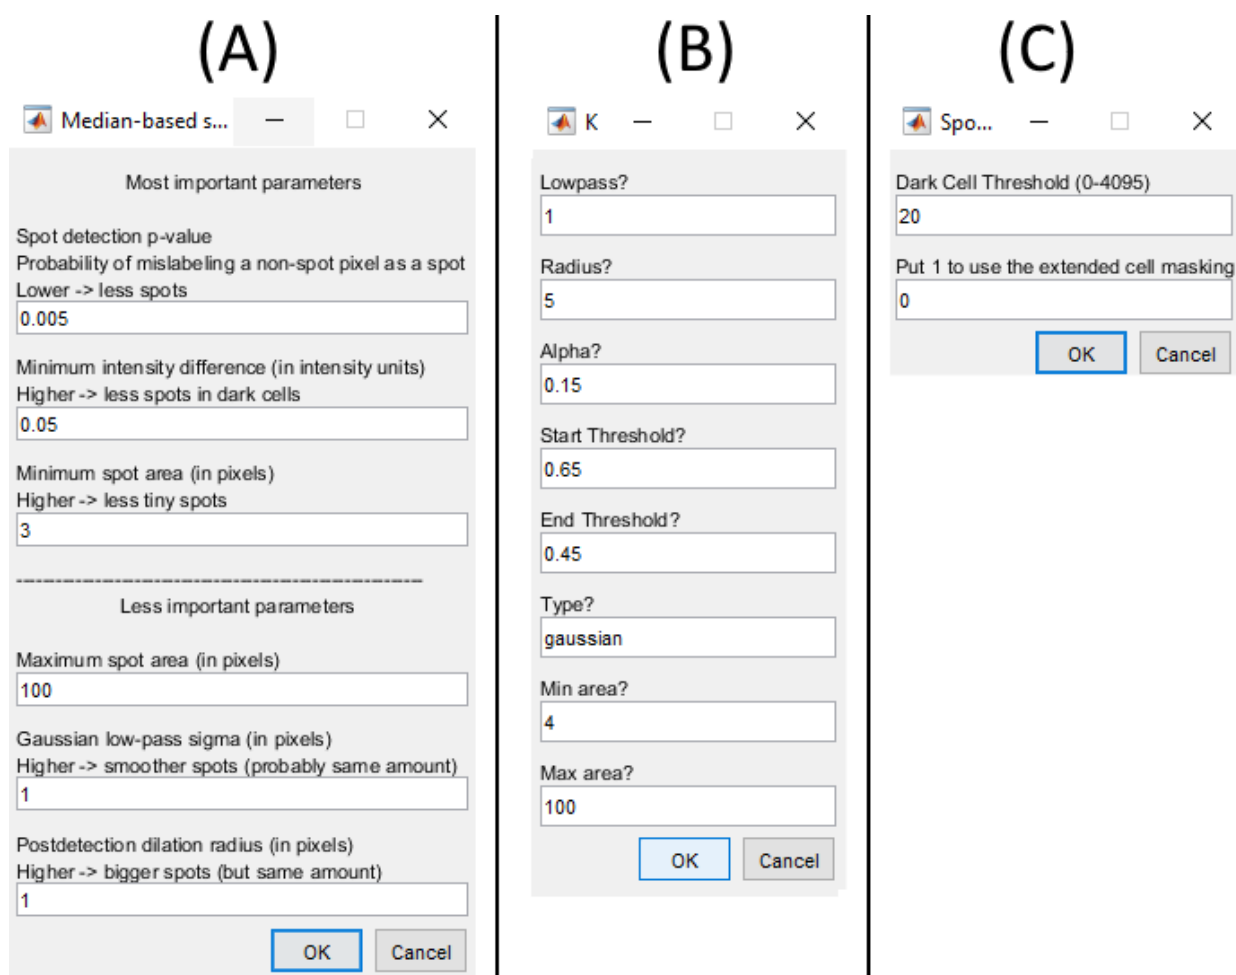 (A)
Median-based s...
Most important parameters
Spot detection p-value
Probability of mislabeling a non-spot pixel as a spot
Lower -> less spots
0.005
Minimum intensity difference (in intensity units)
Higher -> less spots in dark cells
0.05
Minimum spot area (in pixels)
Higher -> less tiny spots
3
------------------------------------------------------------
Less important parameters
Maximum spot area (in pixels)
100
Gaussian low-pass sigma (in pixels)
Higher -> smoother spots (probably same amount)
1
Postdetection dilation radius (in pixels)
Higher -> bigger spots (but same amount)
1
OK Cancel
(B)
K
Lowpass?
1
Radius?
5
Alpha?
0.15
Start Threshold?
0.65
End Threshold?
0.45
Type?
gaussian
Min area?
4
Max area?
100
OK Cancel
(C)
Spo...
Dark Cell Threshold (0-4095)
20
Put 1 to use the extended cell masking
0
OK Cancel